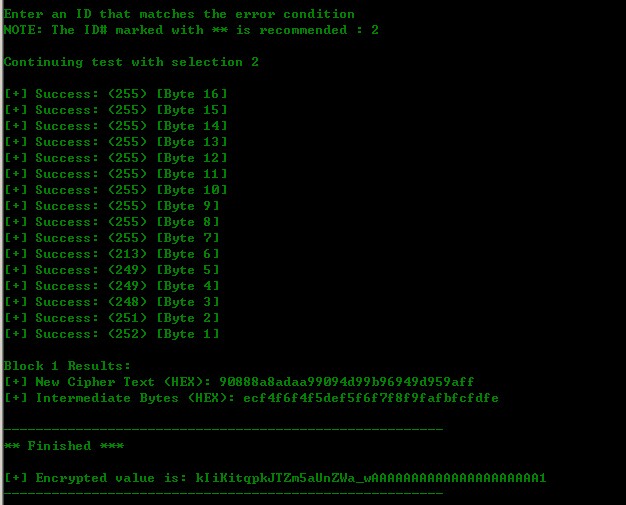 Enter an ID that matches the error condition
NOTE: The ID# marked with ** is recommended : 2
Continuing test with selection 2
[+] Success: (255) [Byte 16]
[+] Success: (255) [Byte 15]
[+] Success: (255) [Byte 14]
[+] Success: (255) [Byte 13]
[+] Success: (255) [Byte 12]
[+] Success: (255) [Byte 11]
[+] Success: (255) [Byte 10]
[+] Success: (255) [Byte 9]
[+] Success: (255) [Byte 8]
[+] Success: (255) [Byte 7]
[+] Success: (213) [Byte 6]
[+] Success: (249) [Byte 5]
[+] Success: (249) [Byte 4]
[+] Success: (248) [Byte 3]
[+] Success: (251) [Byte 2]
[+] Success: (252) [Byte 1]
Block 1 Results:
[+] New Cipher Text (HEX): 90888a8adaa99094d99b96949d959aff
[+] Intermediate Bytes (HEX): ecf4f6f4f5def5f6f7f8f9fafbfcfdfe
-------------------------------------------------------
** Finished ***
[+] Encrypted value is: kIiKitqpkJTZm5aUnZWa_wAAAAAAAAAAAAAAAAAAAAA1
-------------------------------------------------------